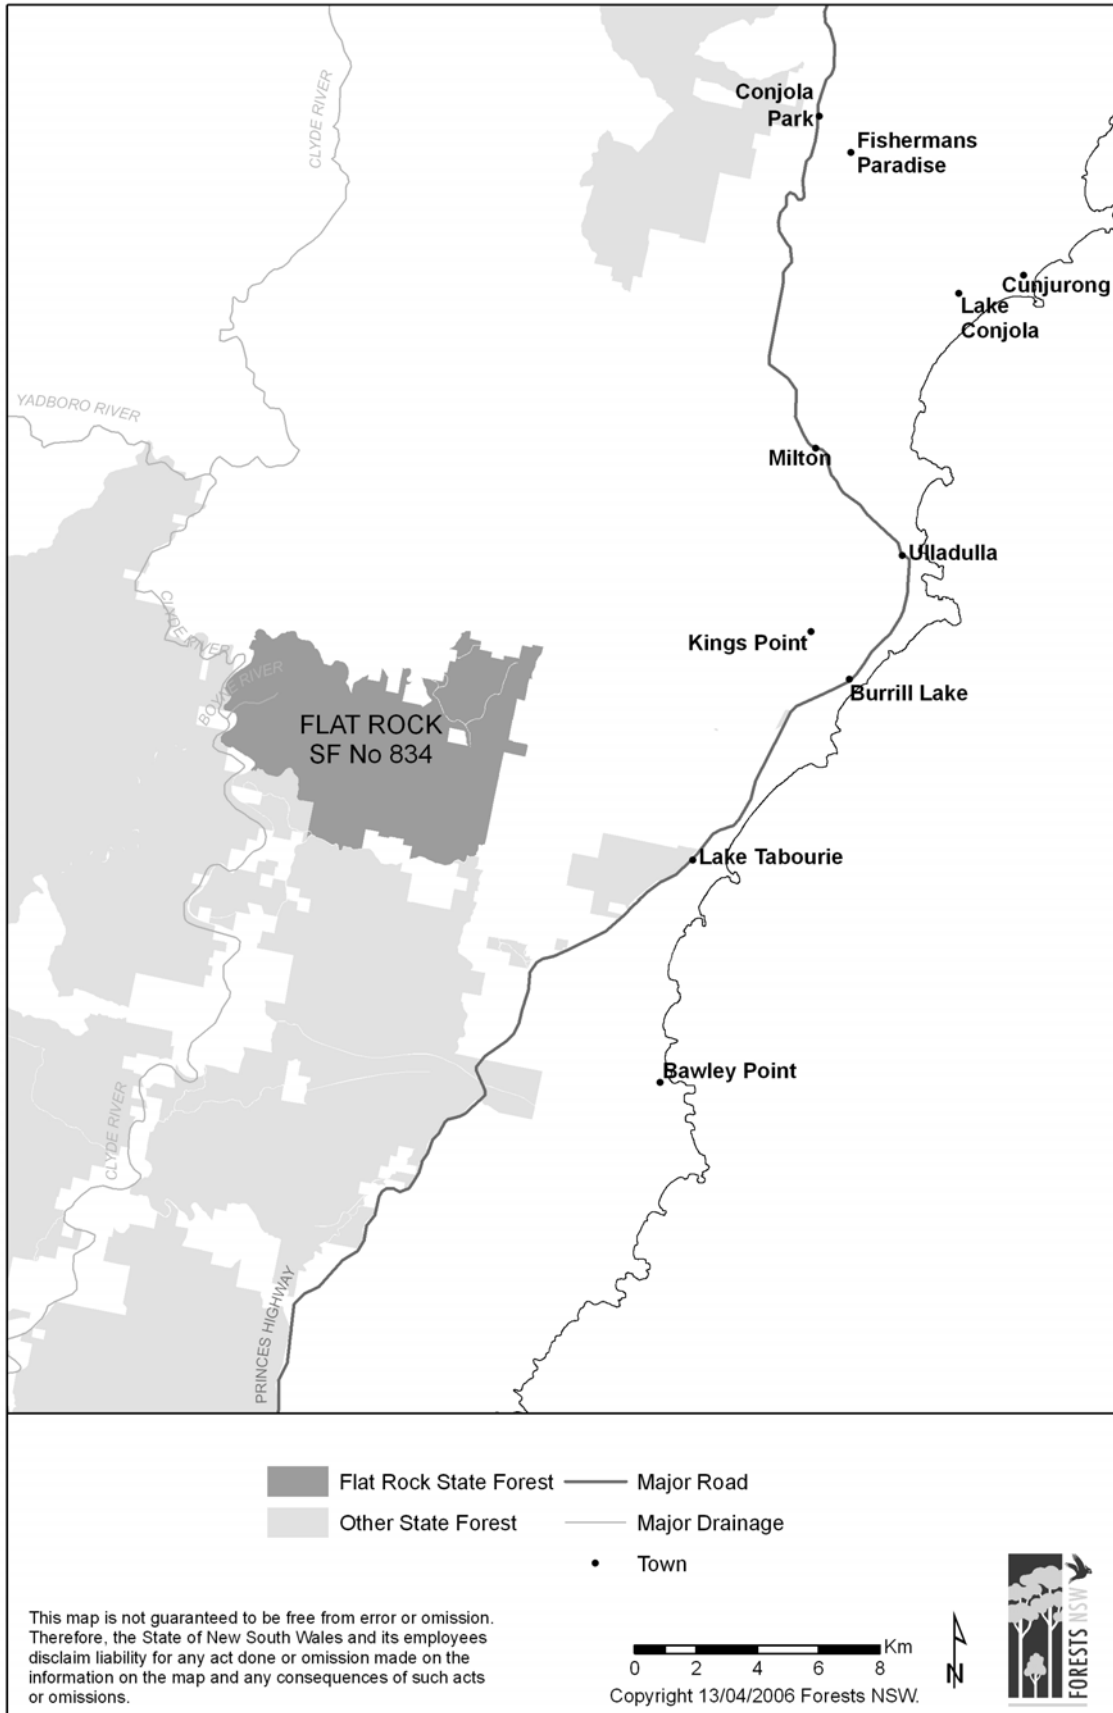 CLYDE RIVER
Conjola
Park
Fishermans
Paradise
Cunjurong
Lake
Conjola
YADBORO RIVER
Milton
Ulladulla
CLYDE RIVER
Kings Point
BOYNE RIVER
Burrill Lake
FLAT ROCK
SF No 834
Lake Tabourie
Bawley Point
CLYDE RIVER
PRINCES HIGHWAY
Flat Rock State Forest
Major Road
Other State Forest
Major Drainage
Town
This map is not guaranteed to be free from error or omission.
Therefore, the State of New South Wales and its employees
disclaim liability for any act done or omission made on the
information on the map and any consequences of such acts
or omissions.
Km
0 2 4 6 8
Copyright 13/04/2006 Forests NSW.
N
FORESTS NSW